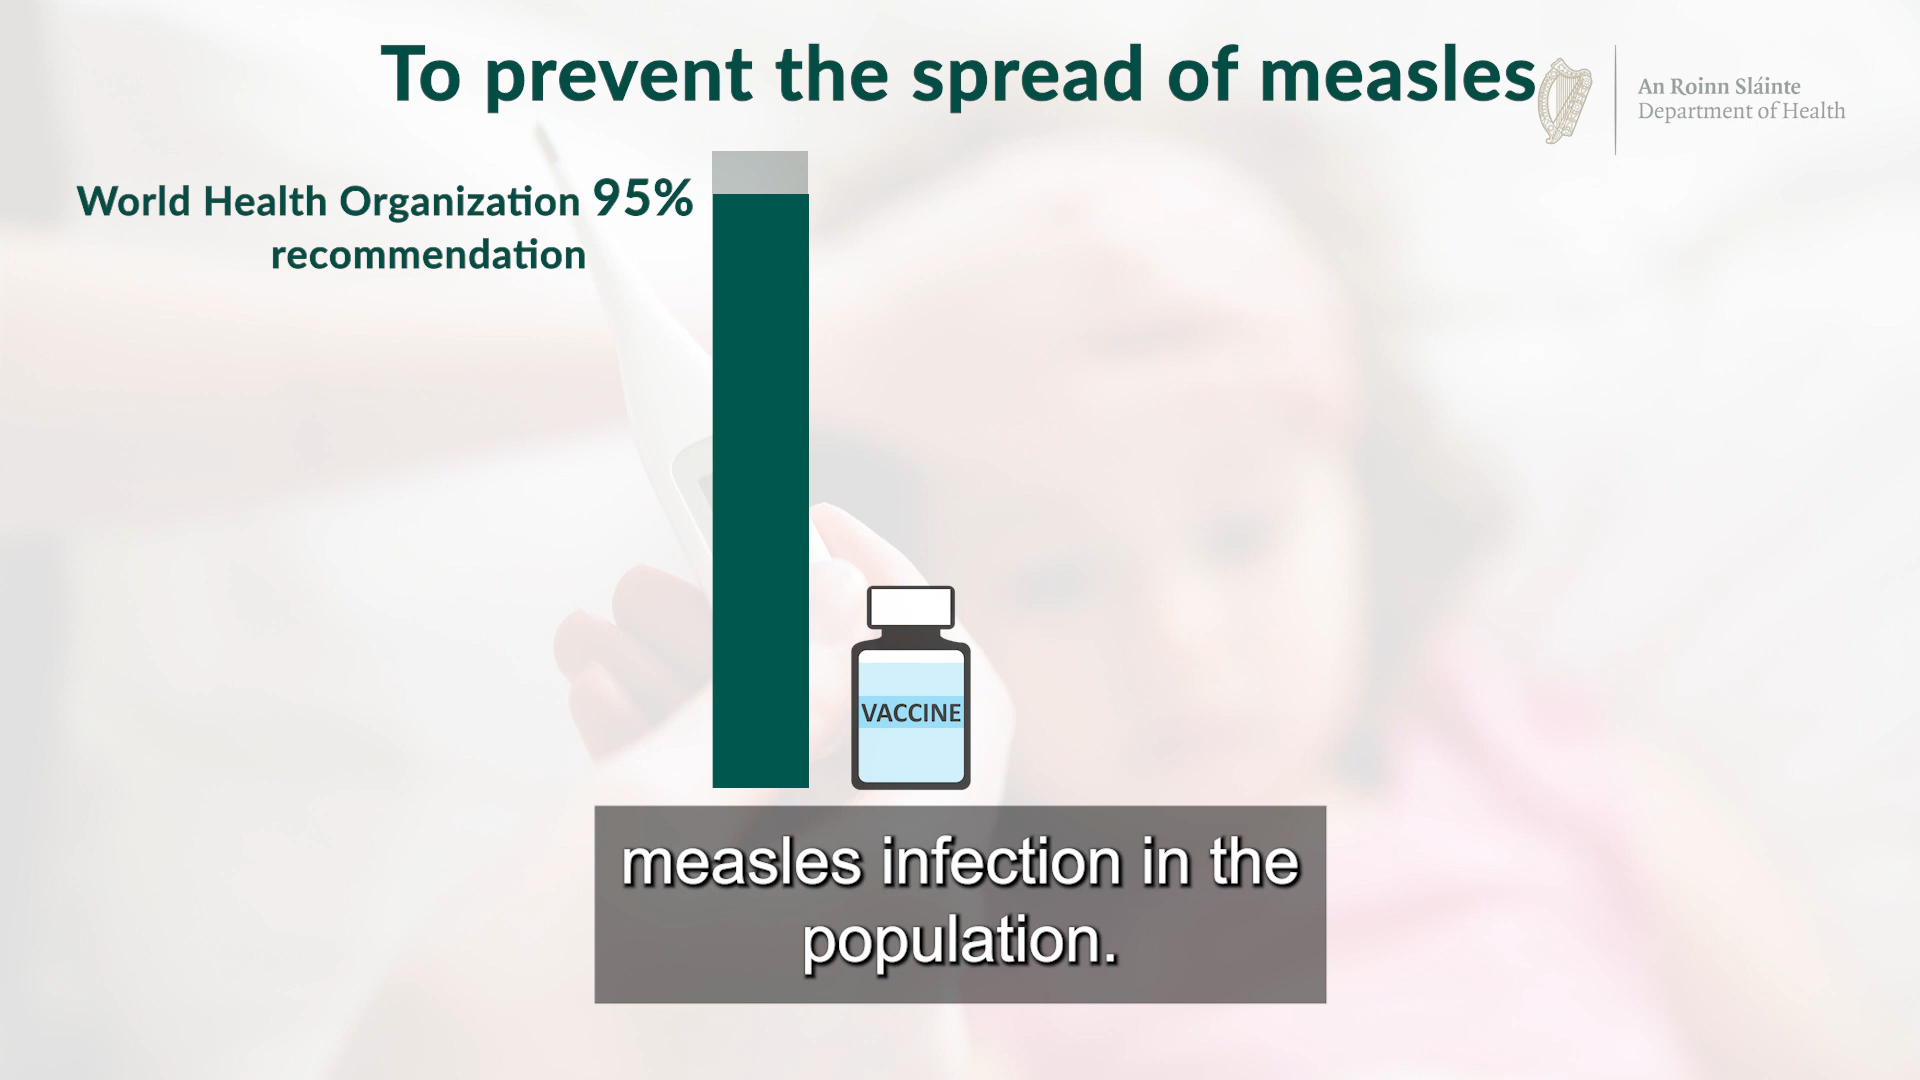 To prevent the spread of measles
An Roinn Sláinte
Department of Health
World Health Organization 95%
recommendation
VACCINE
measles infection in the
population.